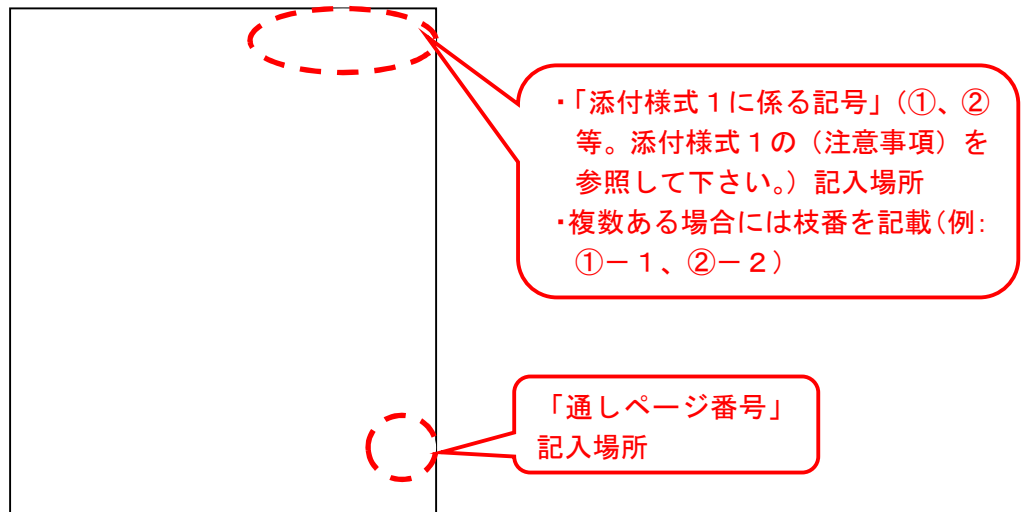 ・「添付様式１に係る記号」（①、②
等。添付様式１の（注意事項）を
参照して下さい。）記入場所
・複数ある場合には枝番を記載（例：
①－１、②－２）
「通しページ番号」
記入場所